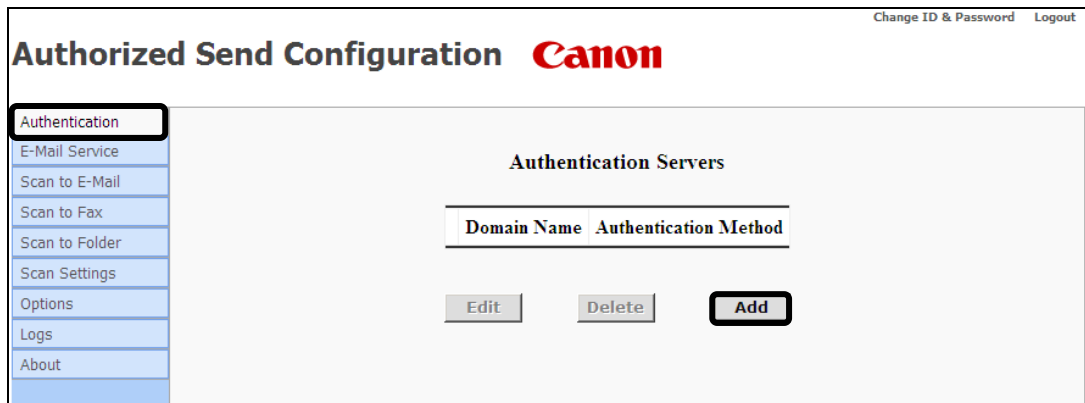 Change ID & Password Logout
Authorized Send Configuration Canon
Authentication
E-Mail Service
Scan to E-Mail
Scan to Fax
Scan to Folder
Scan Settings
Options
Logs
About
Authentication Servers
Domain Name Authentication Method
Edit Delete Add